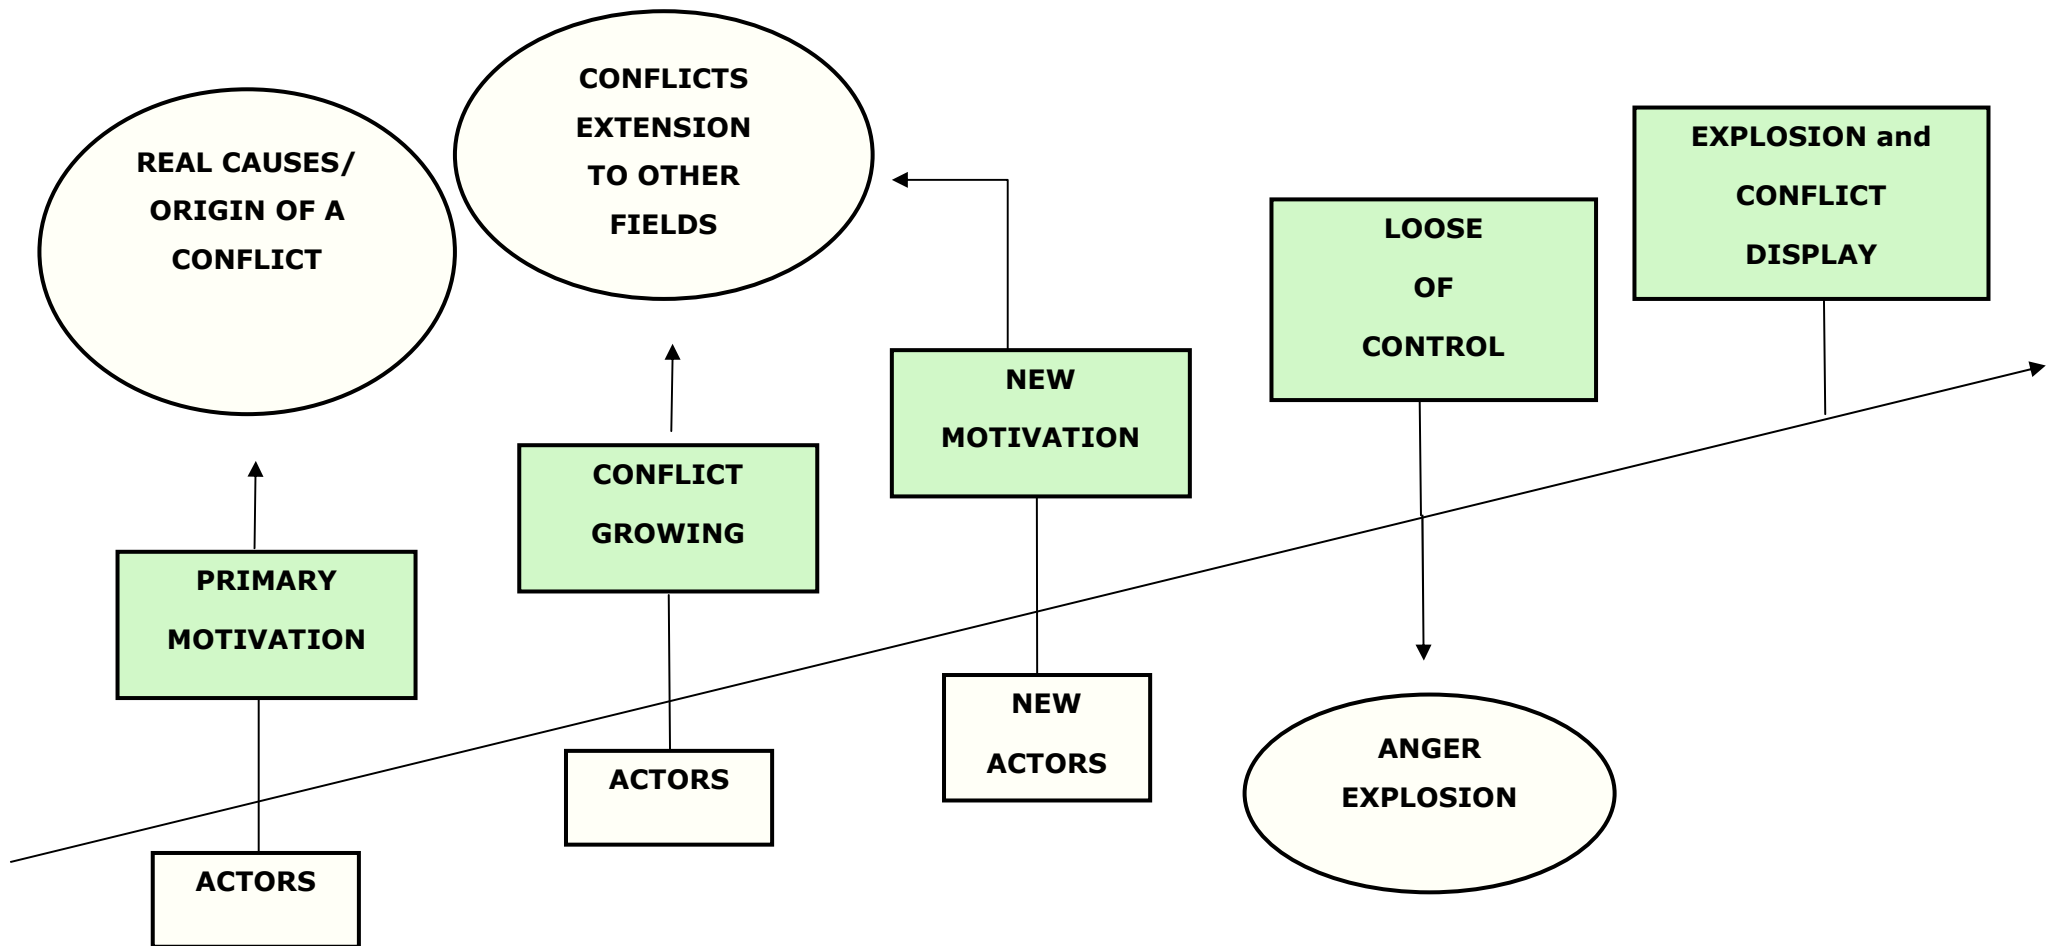 CONFLICTS
EXTENSION
TO OTHER
FIELDS
REAL CAUSES/
ORIGIN OF A
CONFLICT
EXPLOSION and
CONFLICT
DISPLAY
LOOSE
OF
CONTROL
NEW
MOTIVATION
CONFLICT
GROWING
PRIMARY
MOTIVATION
NEW
ACTORS
ANGER
EXPLOSION
ACTORS
ACTORS